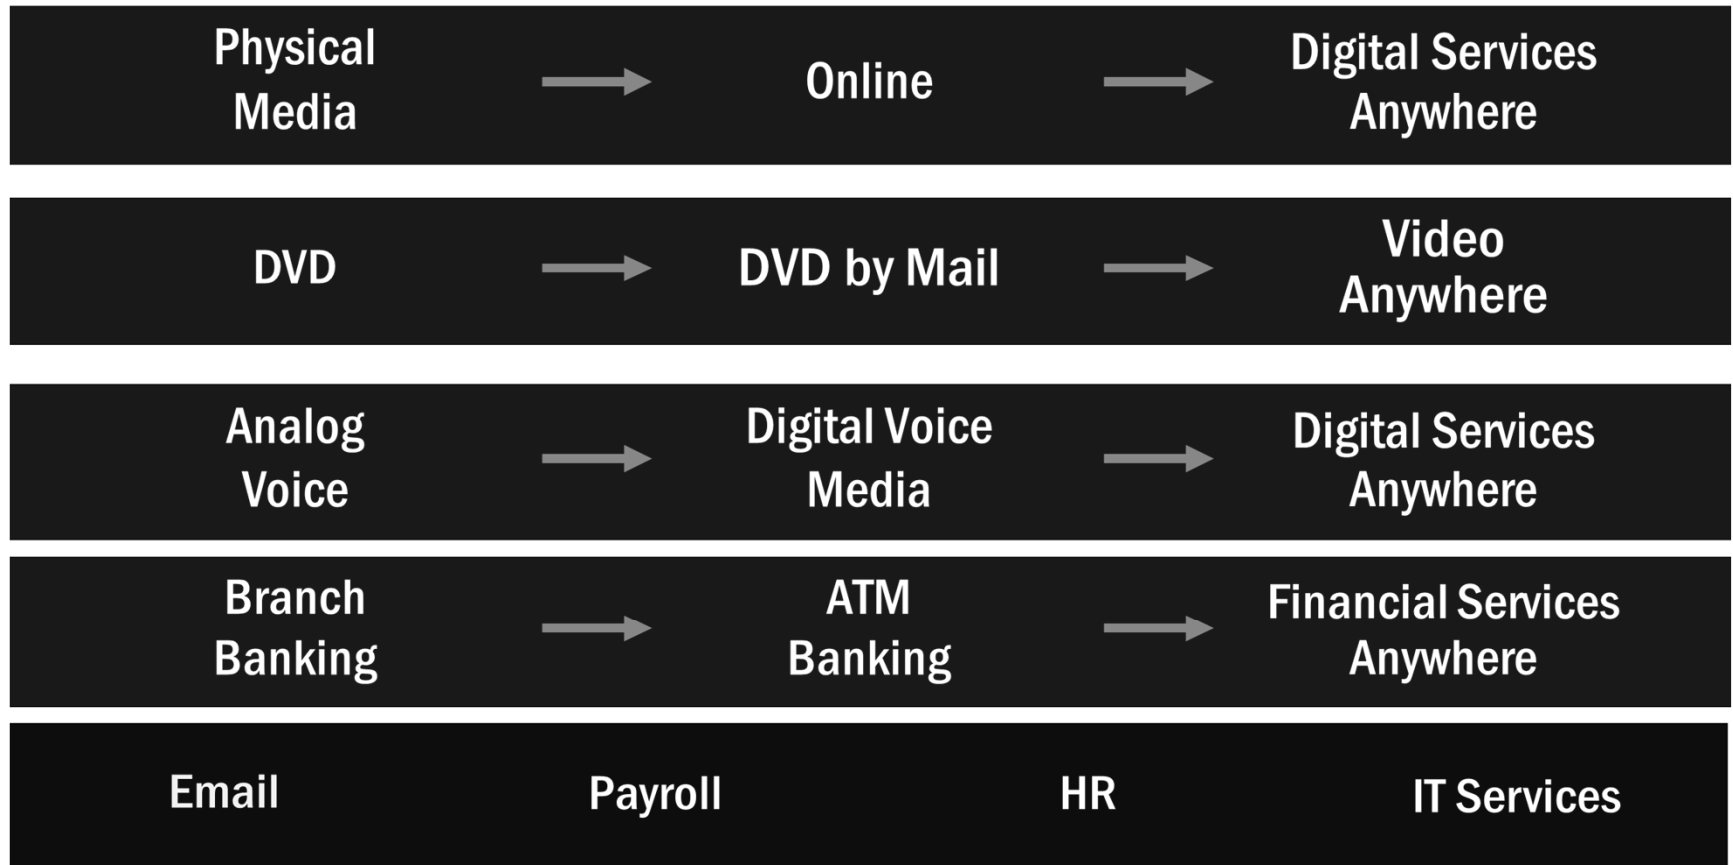 Physical
Media
Online
Digital Services
Anywhere
DVD
DVD by Mail
Video
Anywhere
Analog
Voice
Digital Voice
Media
Digital Services
Anywhere
Branch
Banking
ATM
Banking
Financial Services
Anywhere
Email
Payroll
HR
IT Services